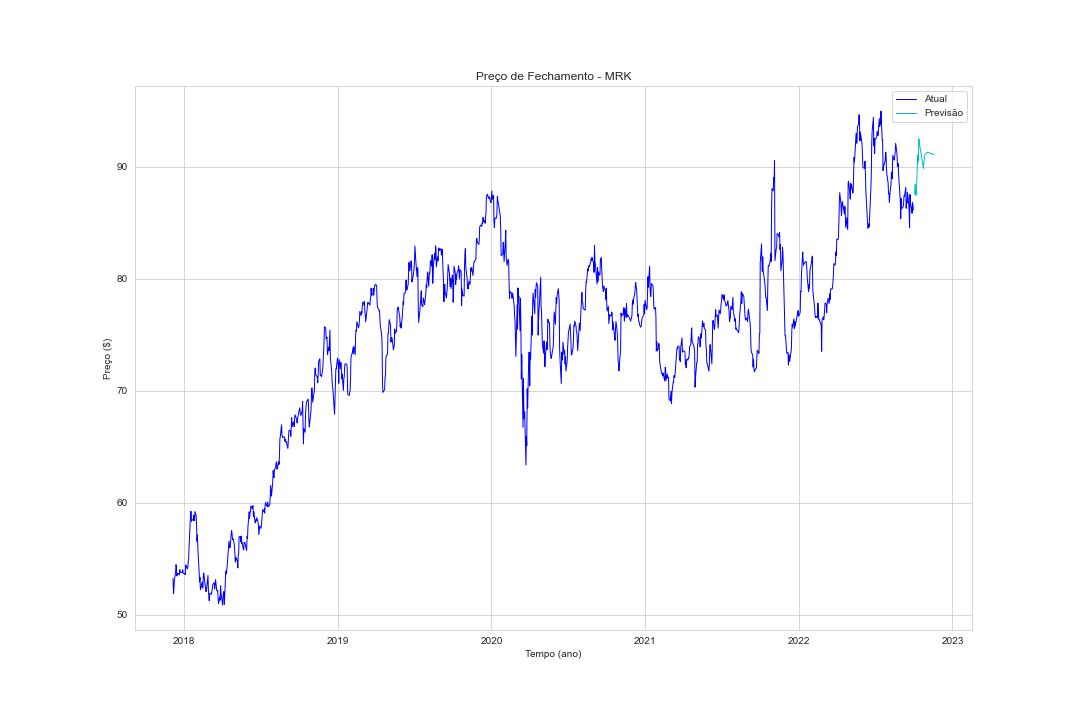 Preço de Fechamento - MRK
Atual
Previsão
90
80
70
60
50
Preço ($)
2018 2019 2020 2021 2022 2023
Tempo (ano)